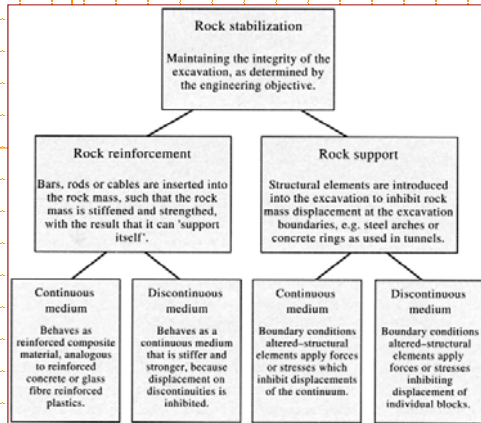 Rock stabilization
Maintaining the integrity of the
excavation, as determined by
the engineering objective.
Rock reinforcement
Bars, rods or cables are inserted into
the rock mass, such that the rock
mass is stiffened and strengthed,
with the result that it can 'support
itself'.
Rock support
Structural elements are introduced
into the excavation to inhibit rock
mass displacement at the excavation
boundaries, e.g. steel arches or
concrete rings as used in tunnels.
Continuous
medium
Behaves as
reinforced composite
material, analogous
to reinforced
concrete or glass
fibre reinforced
plastics.
Discontinuous
medium
Behaves as a
continuous medium
that is stiffer and
stronger, because
displacement on
discontinuities is
inhibited.
Continuous
medium
Boundary conditions
altered–structural
elements apply forces
or stresses which
inhibit displacements
of the continuum.
Discontinuous
medium
Boundary conditions
altered–structural
elements apply
forces or stresses
inhibiting
displacement of
individual blocks.